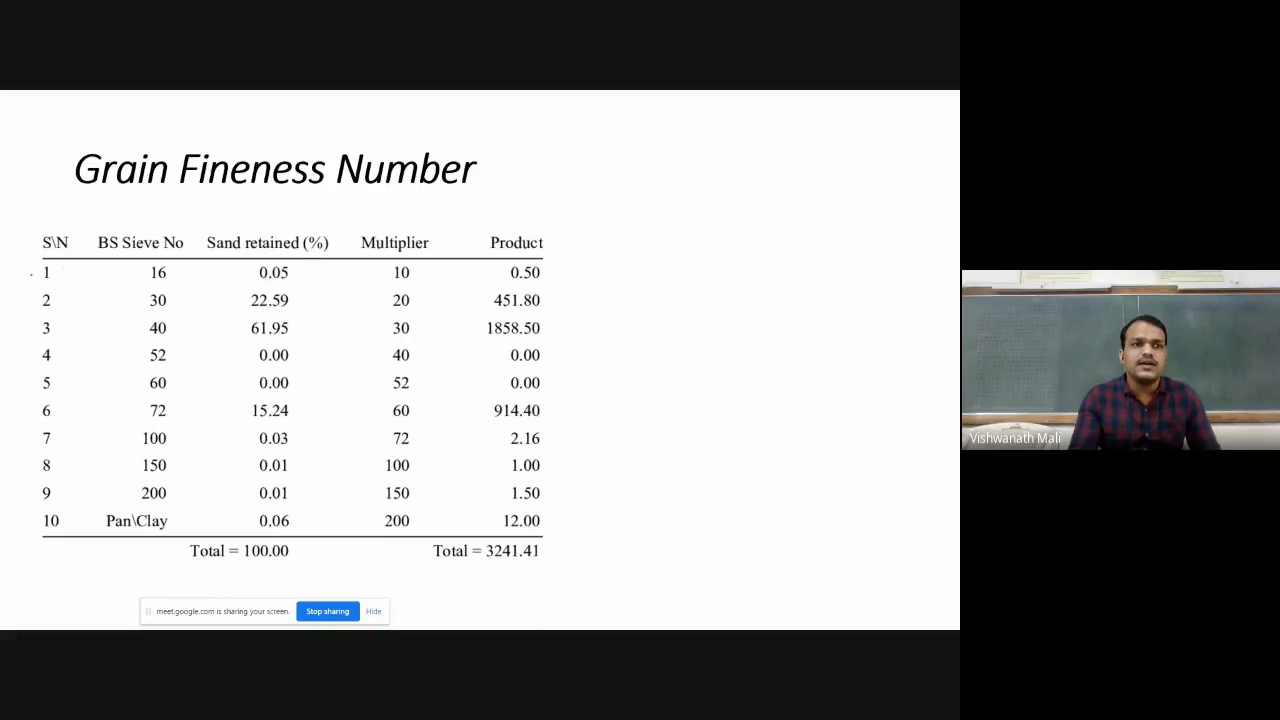 Grain Fineness Number
S\N BS Sieve No Sand retained (%) Multiplier Product
1 16 0.05 10 0.50
2 30 22.59 20 451.80
3 40 61.95 30 1858.50
4 52 0.00 40 0.00
5 60 0.00 52 0.00
6 72 15.24 60 914.40
7 100 0.03 72 2.16
8 150 0.01 100 1.00
9 200 0.01 150 1.50
10 Pan\Clay 0.06 200 12.00
Total = 100.00 Total = 3241.41
meet.google.com is sharing your screen. Stop sharing Hide
Vishwanath Mali